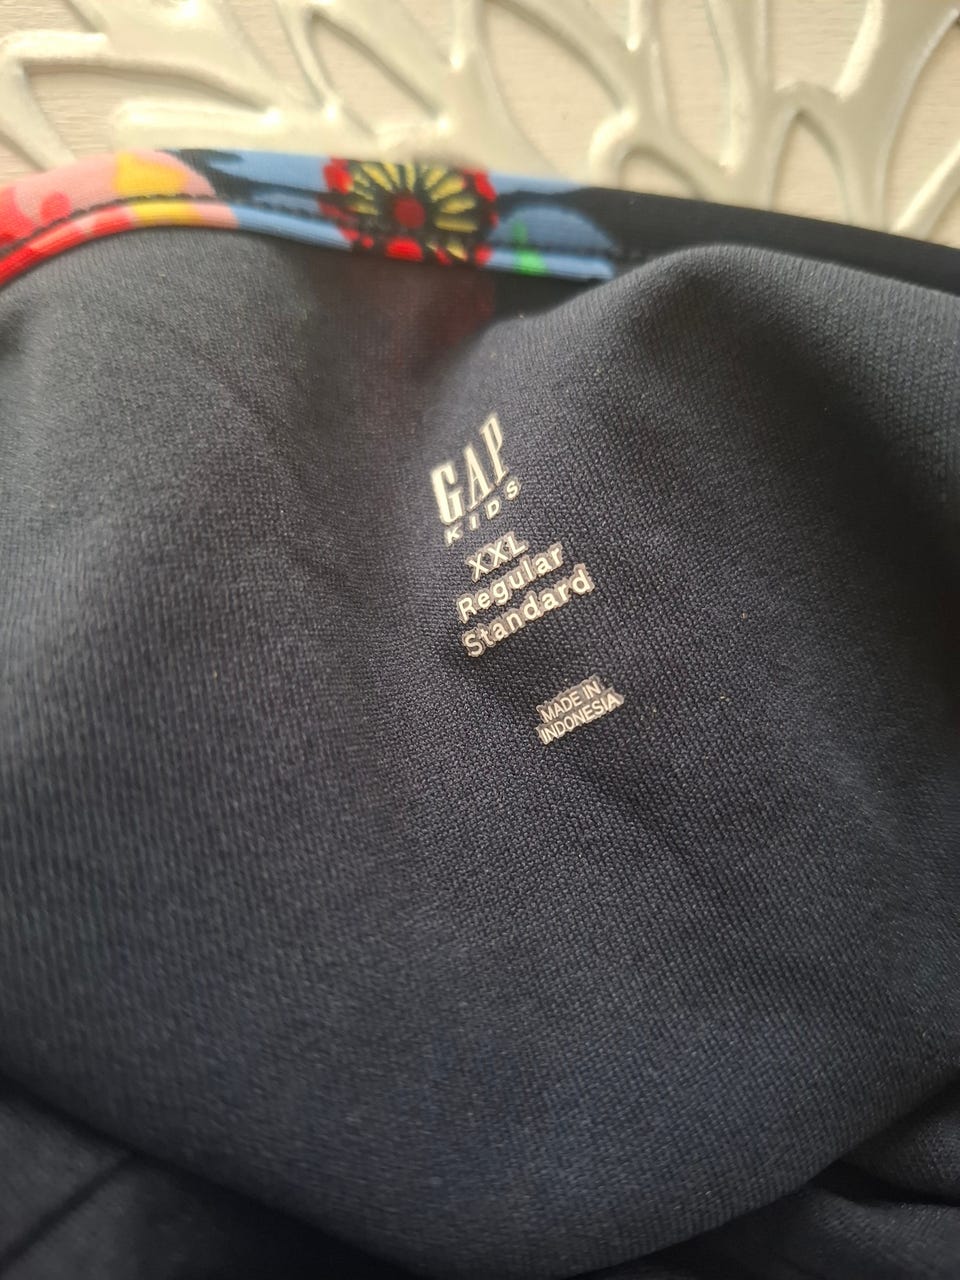 GAP
KIDS
XXL
Regular
Standard
MADE IN
INDONESIA